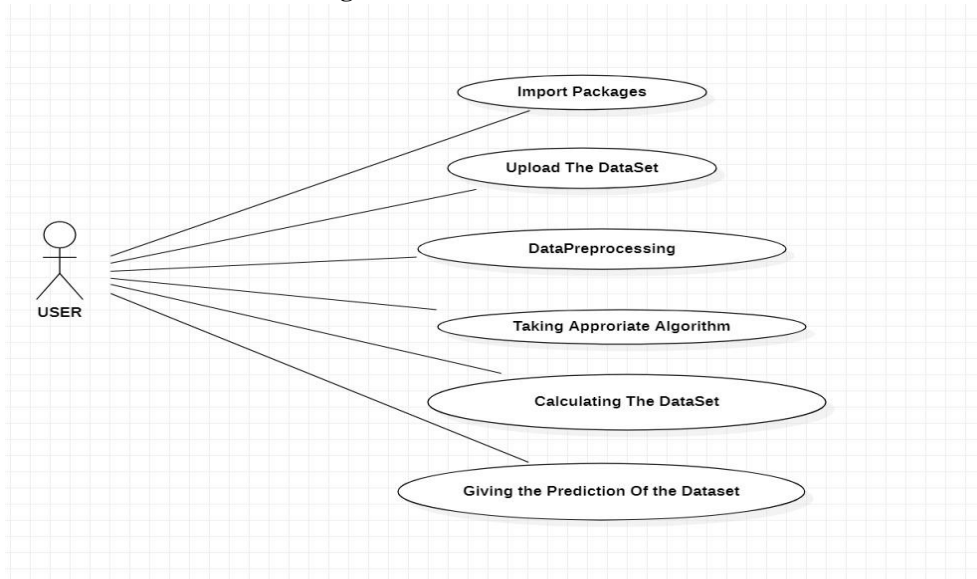 Import Packages
Upload The DataSet
DataPreprocessing
USER
Taking Approriate Algorithm
Calculating The DataSet
Giving the Prediction Of the Dataset